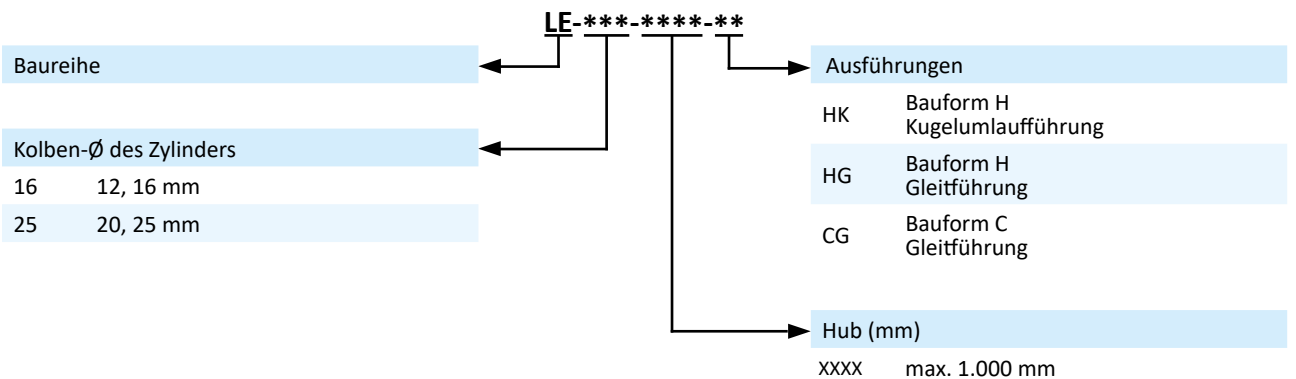 LE-***-****-**
Baureihe
Kolben-Ø des Zylinders
16 12, 16 mm
25 20, 25 mm
Ausführungen
HK Bauform H
Kugelumlaufführung
HG Bauform H
Gleitführung
CG Bauform C
Gleitführung
Hub (mm)
XXXX max. 1.000 mm